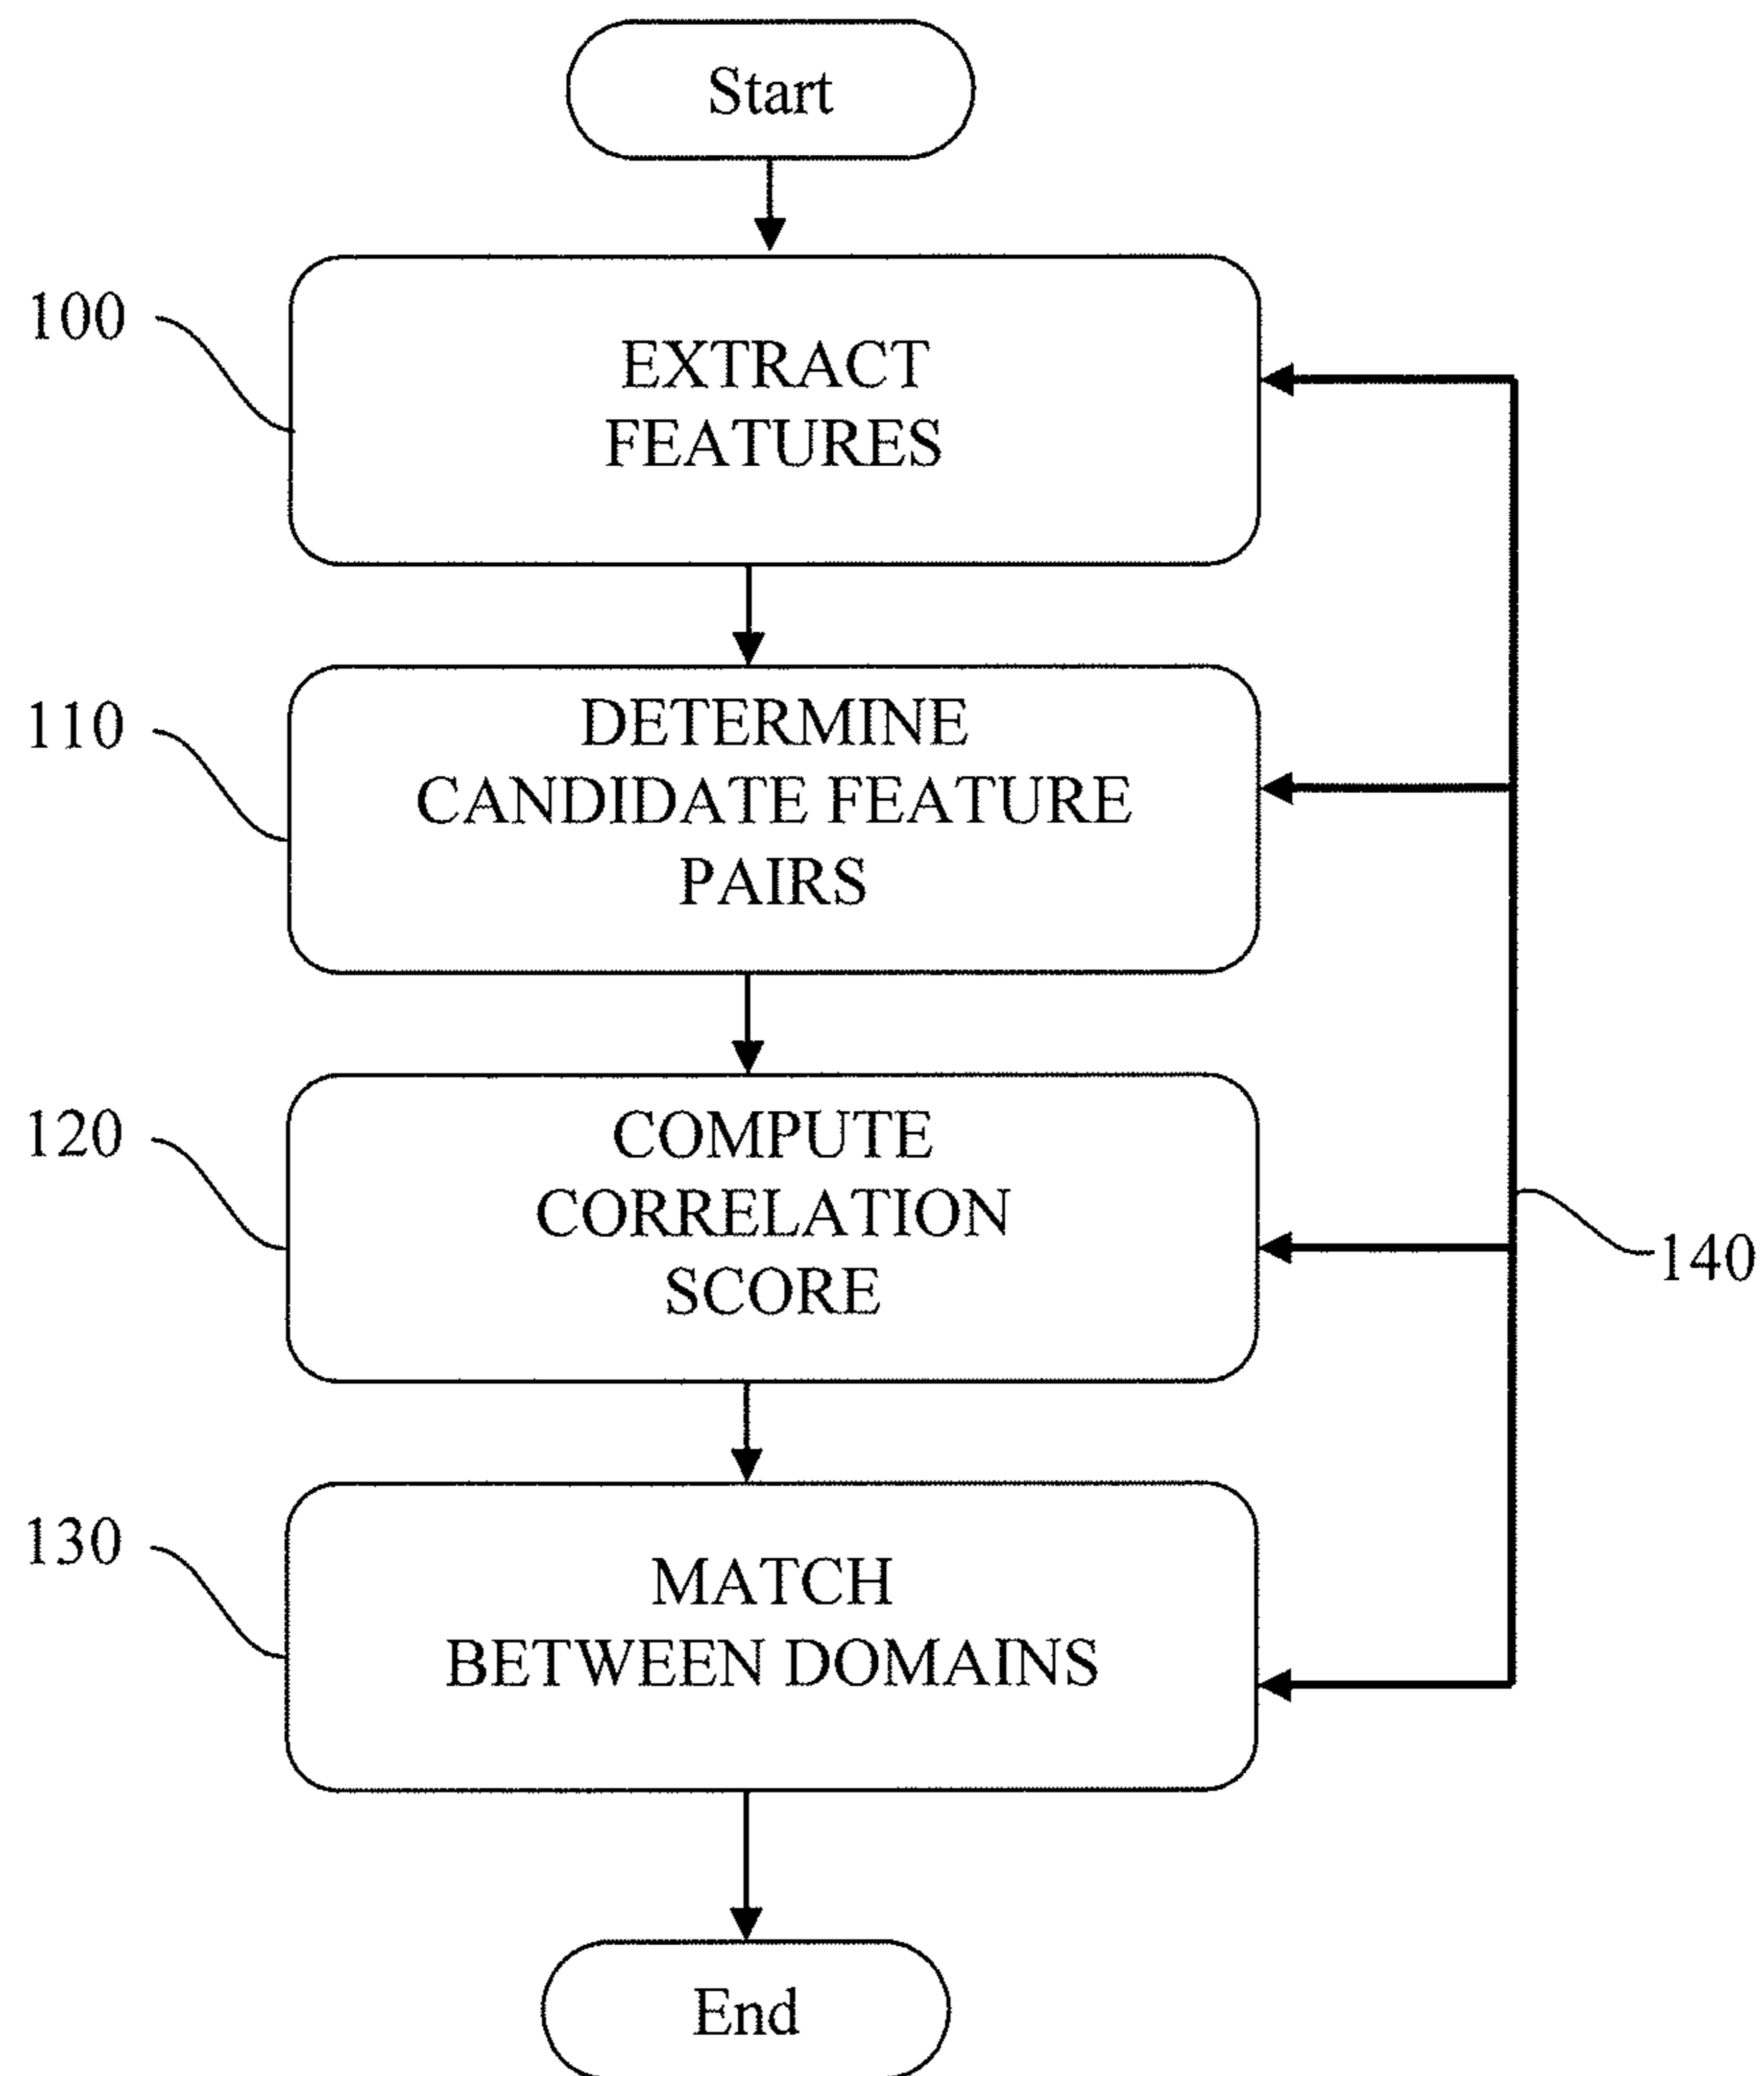 Start
100
EXTRACT
FEATURES
110
DETERMINE
CANDIDATE FEATURE
PAIRS
120
COMPUTE
CORRELATION
SCORE
140
130
MATCH
BETWEEN DOMAINS
End